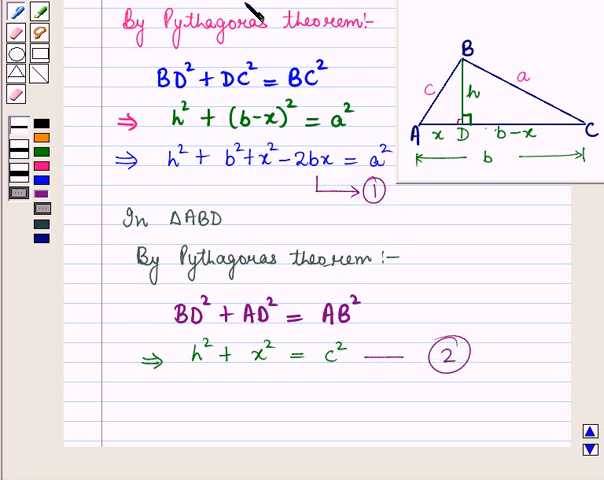 By Pythagoras theorem:-
BD² + DC² = BC²
⇒ h² + (b-x)² = a²
⇒ h² + b² + x² - 2bx = a²
→ ①
In △ABD
By Pythagoras theorem :-
BD² + AD² = AB²
⇒ h² + x² = c² — ②
B
c a
h
A x D b-x C
b